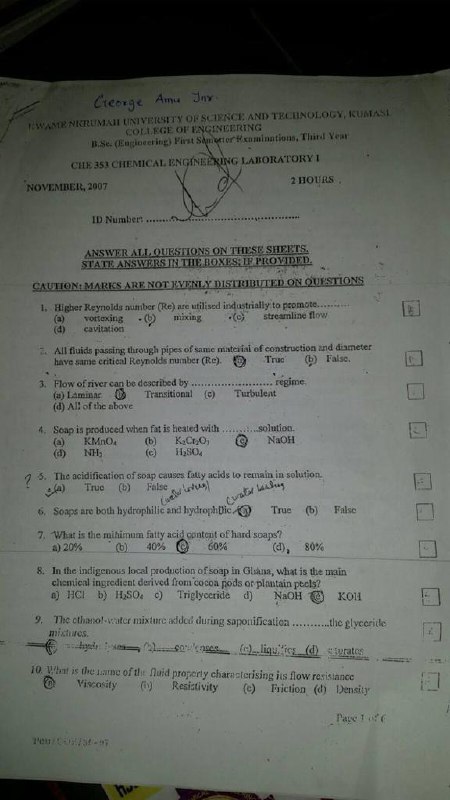 George Amu Jnr.
KWAME NKRUMAH UNIVERSITY OF SCIENCE AND TECHNOLOGY, KUMASI
COLLEGE OF ENGINEERING
B.Sc. (Engineering) First Semester Examinations, Third Year
CHE 353 CHEMICAL ENGINEERING LABORATORY I
NOVEMBER, 2007 2 HOURS
ID Number: ..........................................
ANSWER ALL QUESTIONS ON THESE SHEETS.
STATE ANSWERS IN THE BOXES; IF PROVIDED.
CAUTION: MARKS ARE NOT EVENLY DISTRIBUTED ON QUESTIONS
1. Higher Reynolds number (Re) are utilised industrially to promote...........
(a) vortexing (b) mixing (c) streamline flow
(d) cavitation
2. All fluids passing through pipes of same material of construction and diameter
have same critical Reynolds number (Re). (a) True (b) False.
3. Flow of river can be described by ........................ regime.
(a) Laminar (b) Transitional (c) Turbulent
(d) All of the above
4. Soap is produced when fat is heated with ...........solution.
(a) KMnO₄ (b) K₂Cr₂O₇ (c) NaOH
(d) NH₃ (e) H₂SO₄
? 5. The acidification of soap causes fatty acids to remain in solution.
(a) True (b) False
(water loving) (water hating)
6. Soaps are both hydrophilic and hydrophobic. (a) True (b) False
7. What is the minimum fatty acid content of hard soaps?
a) 20% (b) 40% (c) 60% (d) 80%
8. In the indigenous local production of soap in Ghana, what is the main
chemical ingredient derived from cocoa pods or plantain peels?
a) HCl b) H₂SO₄ c) Triglyceride d) NaOH (e) KOH
9. The ethanol-water mixture added during saponification ...........the glyceride
mixtures.
(b) condenses (c) liquifies (d)
10. What is the name of the fluid property characterising its flow resistance
(a) Viscosity (b) Resistivity (c) Friction (d) Density
Page 1 of 6